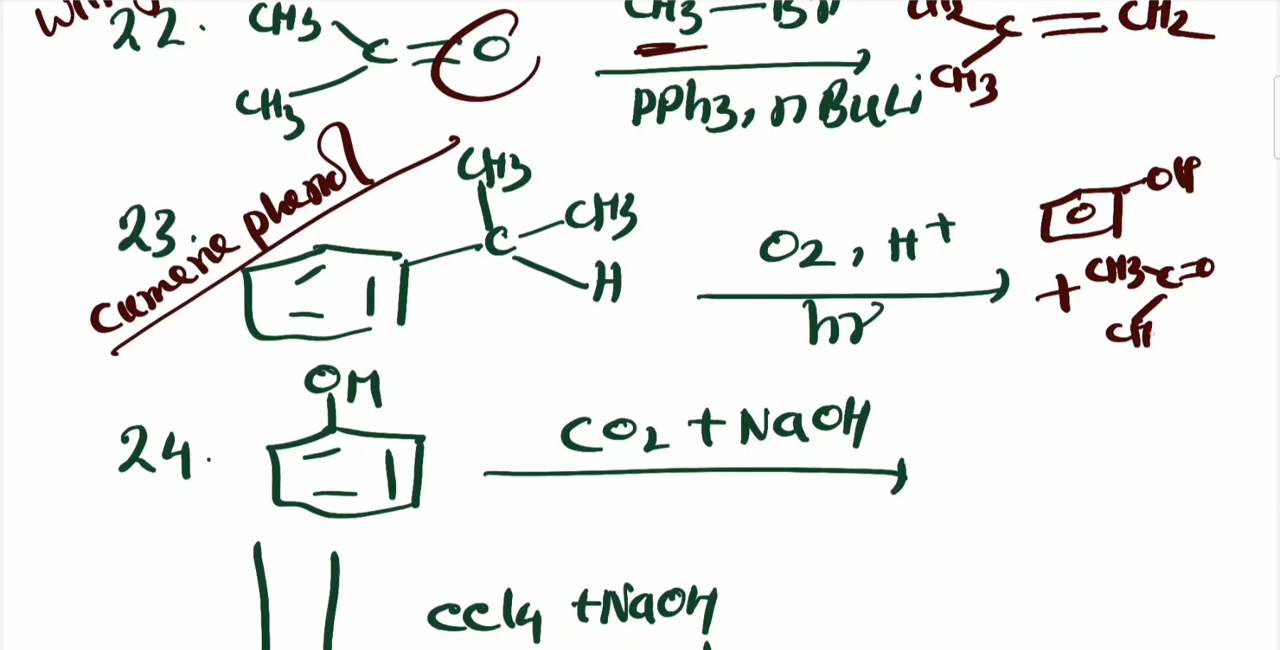 22. CH3 C=O CH3—Br CH3 C=CH2
CH3 PPh3, nBuLi CH3
cumene phenol
23. CH3
C CH3
H
O2, H+
hν
OH
+ CH3-C=O
CH
24. OH
CO2 + NaOH
CCl4 + NaOH